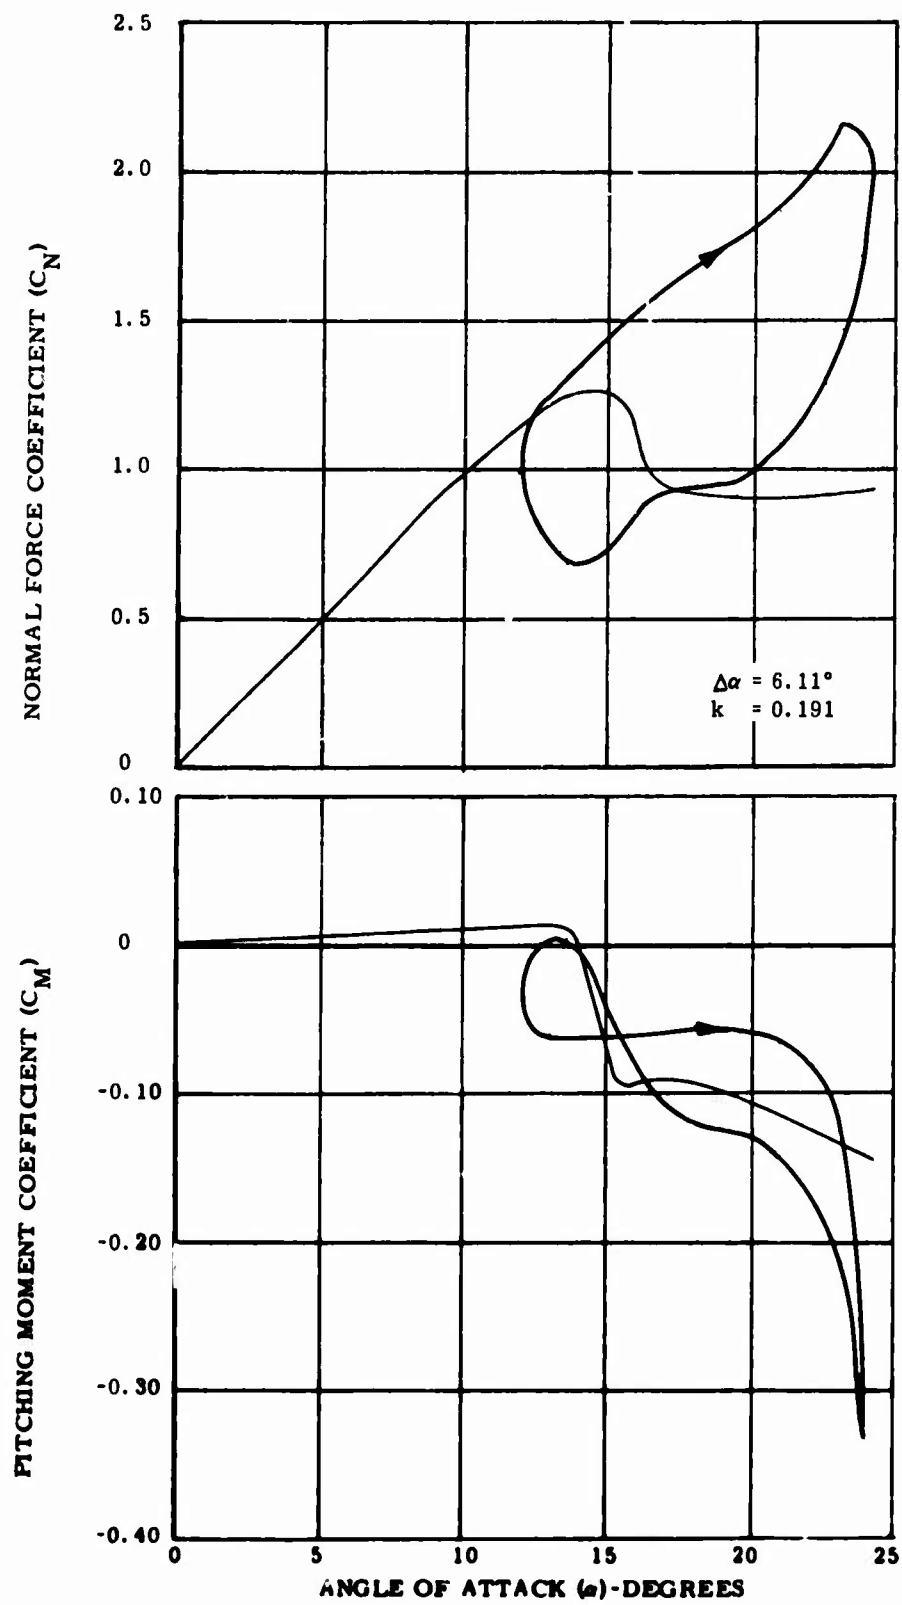 2.5
2.0
1.5
1.0
0.5
0
NORMAL FORCE COEFFICIENT (C_N)
Δα = 6.11°
k = 0.191
0.10
0
-0.10
-0.20
-0.30
-0.40
PITCHING MOMENT COEFFICIENT (C_M)
0 5 10 15 20 25
ANGLE OF ATTACK (α)-DEGREES